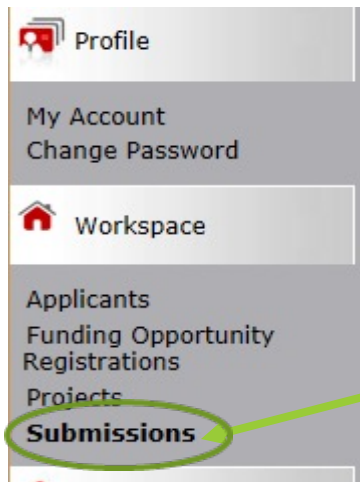 Profile
My Account
Change Password
Workspace
Applicants
Funding Opportunity
Registrations
Projects
Submissions